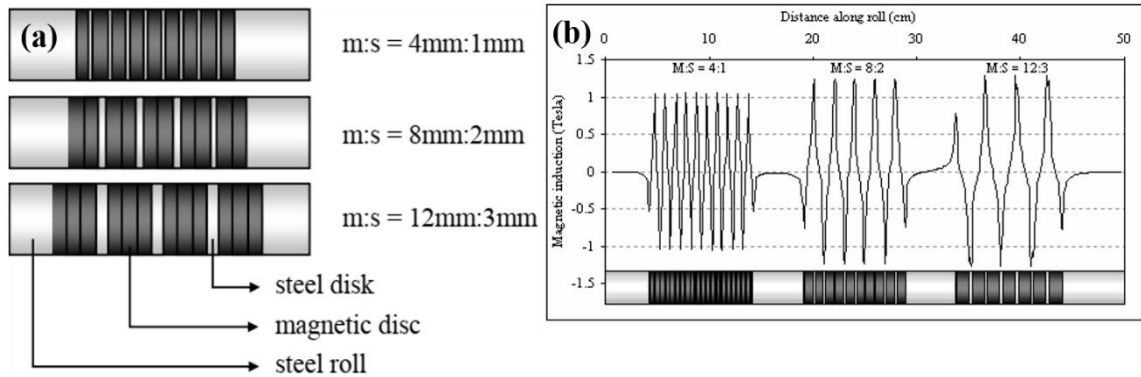 (a)
m:s = 4mm:1mm
m:s = 8mm:2mm
m:s = 12mm:3mm
steel disk
magnetic disc
steel roll
(b)
Distance along roll (cm)
0 10 20 30 40 50
M:S = 4:1 M:S = 8:2 M:S = 12:3
Magnetic induction (Tesla)
1.5
1
0.5
0
-0.5
-1
-1.5